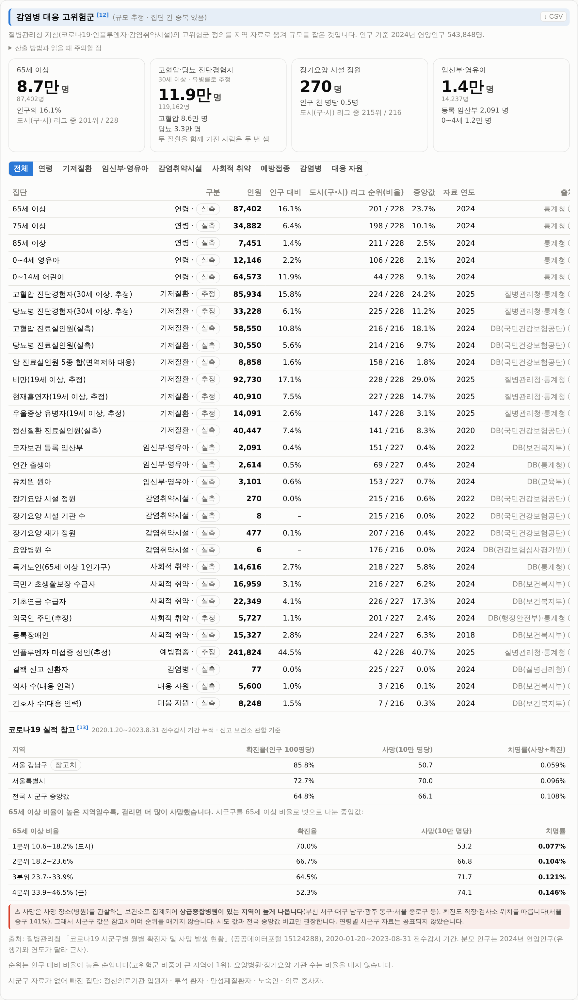 감염병 대응 고위험군 [12] (규모 추정 · 집단 간 중복 있음) ↓ CSV
질병관리청 지침(코로나19·인플루엔자·감염취약시설)의 고위험군 정의를 지역 자료로 옮겨 규모를 잡은 것입니다. 인구 기준 2024년 연앙인구 543,848명.
▶ 산출 방법과 읽을 때 주의할 점
65세 이상
8.7만 명
87,402명
인구의 16.1%
도시(구·시) 리그 중 201위 / 228
고혈압·당뇨 진단경험자
30세 이상 · 유병률로 추정
11.9만 명
119,162명
고혈압 8.6만 명
당뇨 3.3만 명
두 질환을 함께 가진 사람은 두 번 셈
장기요양 시설 정원
270 명
인구 천 명당 0.5명
도시(구·시) 리그 중 215위 / 216
임신부·영유아
1.4만 명
14,237명
등록 임산부 2,091 명
0~4세 1.2만 명
전체 연령 기저질환 임신부·영유아 감염취약시설 사회적 취약 예방접종 감염병 대응 자원
집단 구분 인원 인구 대비 도시(구·시) 리그 순위(비율) 중앙값 자료 연도
65세 이상 연령 · 실측 87,402 16.1% 201 / 228 23.7% 2024 통계청
75세 이상 연령 · 실측 34,882 6.4% 198 / 228 10.1% 2024 통계청
85세 이상 연령 · 실측 7,451 1.4% 211 / 228 2.5% 2024 통계청
0~4세 영유아 연령 · 실측 12,146 2.2% 106 / 228 2.1% 2024 통계청
0~14세 어린이 연령 · 실측 64,573 11.9% 44 / 228 9.1% 2024 통계청
고혈압 진단경험자(30세 이상, 추정) 기저질환 · 추정 85,934 15.8% 224 / 228 24.2% 2025 질병관리청·통계청
당뇨병 진단경험자(30세 이상, 추정) 기저질환 · 추정 33,228 6.1% 225 / 228 11.2% 2025 질병관리청·통계청
고혈압 진료실인원(실측) 기저질환 · 실측 58,550 10.8% 216 / 216 18.1% 2024 DB(국민건강보험공단)
당뇨병 진료실인원(실측) 기저질환 · 실측 30,550 5.6% 214 / 216 9.7% 2024 DB(국민건강보험공단)
암 진료실인원 5종 합(면역저하 대용) 기저질환 · 실측 8,858 1.6% 158 / 216 1.8% 2024 DB(국민건강보험공단)
비만(19세 이상, 추정) 기저질환 · 추정 92,730 17.1% 228 / 228 29.0% 2025 질병관리청·통계청
현재흡연자(19세 이상, 추정) 기저질환 · 추정 40,910 7.5% 227 / 228 14.7% 2025 질병관리청·통계청
우울증상 유병자(19세 이상, 추정) 기저질환 · 추정 14,091 2.6% 147 / 228 3.1% 2025 질병관리청·통계청
정신질환 진료실인원(실측) 기저질환 · 실측 40,447 7.4% 141 / 216 8.3% 2020 DB(국민건강보험공단)
모자보건 등록 임산부 임신부·영유아 · 실측 2,091 0.4% 151 / 227 0.4% 2022 DB(보건복지부)
연간 출생아 임신부·영유아 · 실측 2,614 0.5% 69 / 227 0.4% 2024 DB(통계청)
유치원 원아 임신부·영유아 · 실측 3,101 0.6% 153 / 227 0.7% 2024 DB(교육부)
장기요양 시설 정원 감염취약시설 · 실측 270 0.0% 215 / 216 0.6% 2022 DB(국민건강보험공단)
장기요양 시설 기관 수 감염취약시설 · 실측 8 – 215 / 216 0.0% 2022 DB(국민건강보험공단)
장기요양 재가 정원 감염취약시설 · 실측 477 0.1% 207 / 216 0.4% 2022 DB(국민건강보험공단)
요양병원 수 감염취약시설 · 실측 6 – 176 / 216 0.0% 2024 DB(건강보험심사평가원)
독거노인(65세 이상 1인가구) 사회적 취약 · 실측 14,616 2.7% 218 / 227 5.8% 2024 DB(통계청)
국민기초생활보장 수급자 사회적 취약 · 실측 16,959 3.1% 216 / 227 6.2% 2024 DB(보건복지부)
기초연금 수급자 사회적 취약 · 실측 22,349 4.1% 226 / 227 17.3% 2024 DB(보건복지부)
외국인 주민(추정) 사회적 취약 · 추정 5,727 1.1% 201 / 227 2.4% 2024 DB(행정안전부)·통계청
등록장애인 사회적 취약 · 실측 15,327 2.8% 224 / 227 6.3% 2018 DB(보건복지부)
인플루엔자 미접종 성인(추정) 예방접종 · 추정 241,824 44.5% 42 / 228 40.7% 2025 질병관리청·통계청
결핵 신고 신환자 감염병 · 실측 77 0.0% 225 / 227 0.0% 2024 DB(질병관리청)
의사 수(대응 인력) 대응 자원 · 실측 5,600 1.0% 3 / 216 0.1% 2024 DB(보건복지부)
간호사 수(대응 인력) 대응 자원 · 실측 8,248 1.5% 7 / 216 0.3% 2024 DB(보건복지부)
코로나19 실적 참고 [13] 2020.1.20~2023.8.31 전수감시 기간 누적 · 신고 보건소 관할 기준
지역 확진율(인구 100명당) 사망(10만 명당) 치명률(사망÷확진)
서울 강남구 참고치 85.8% 50.7 0.059%
서울특별시 72.7% 70.0 0.096%
전국 시군구 중앙값 64.8% 66.1 0.108%
65세 이상 비율이 높은 지역일수록, 걸리면 더 많이 사망했습니다. 시군구를 65세 이상 비율로 넷으로 나눈 중앙값:
65세 이상 비율 확진율 사망(10만 명당) 치명률
1분위 10.6~18.2% (도시) 70.0% 53.2 0.077%
2분위 18.2~23.6% 66.7% 66.8 0.104%
3분위 23.7~33.9% 64.5% 71.7 0.121%
4분위 33.9~46.5% (군) 52.3% 74.1 0.146%
⚠ 사망은 사망 장소(병원)를 관할하는 보건소로 집계되어 상급종합병원이 있는 지역이 높게 나옵니다(부산 서구·대구 남구·광주 동구·서울 종로구 등). 확진도 직장·검사소 위치를 따릅니다(서울
중구 141%). 그래서 시군구 값은 참고치이며 순위를 매기지 않습니다. 시도 값과 전국 중앙값 비교만 권장합니다. 연령별 시군구 자료는 공표되지 않았습니다.
출처: 질병관리청 「코로나19 시군구별 월별 확진자 및 사망 발생 현황」(공공데이터포털 15124288), 2020-01-20~2023-08-31 전수감시 기간. 분모 인구는 2024년 연앙인구(유
행기와 연도가 달라 근사).
순위는 인구 대비 비율이 높은 순입니다(고위험군 비중이 큰 지역이 1위). 요양병원·장기요양 기관 수는 비율을 내지 않습니다.
시군구 자료가 없어 빠진 집단: 정신의료기관 입원자 · 투석 환자 · 만성폐질환자 · 노숙인 · 의료 종사자.